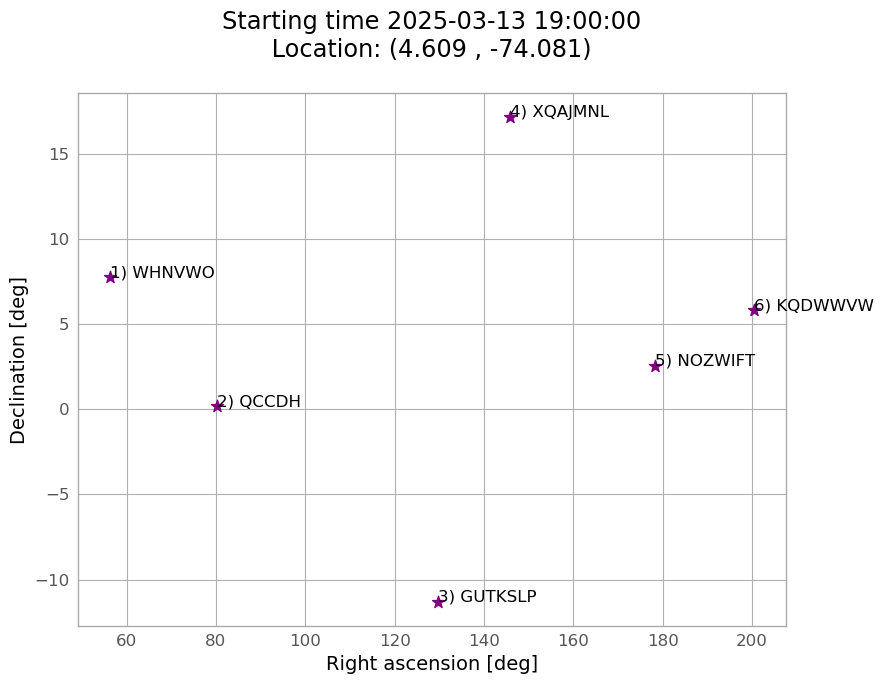 Starting time 2025-03-13 19:00:00
Location: (4.609 , -74.081)
4) XQAJMNL
15
10
1) WHNVWO
6) KQDWWVW
5
5) NOZWIFT
2) QCCDH
0
−5
−10
3) GUTKSLP
60 80 100 120 140 160 180 200
Right ascension [deg]
Declination [deg]